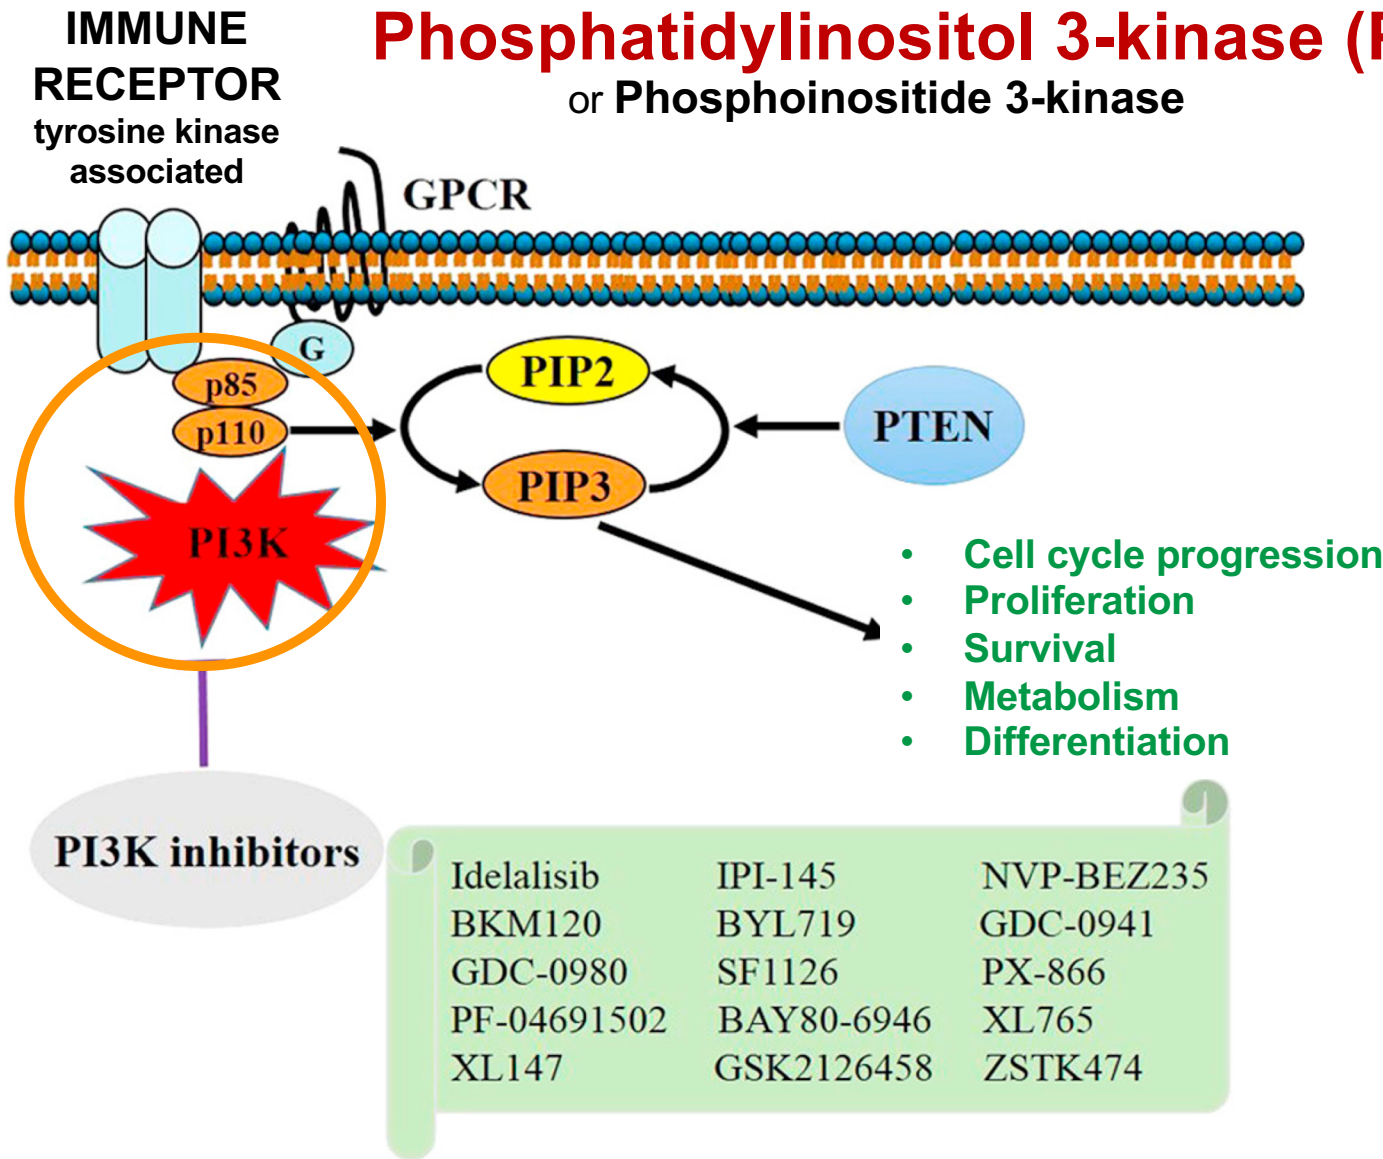 IMMUNE
RECEPTOR
tyrosine kinase
associated
Phosphatidylinositol 3-kinase (
or Phosphoinositide 3-kinase
GPCR
G
p85
p110
PI3K
PIP2
PIP3
PTEN
• Cell cycle progression
• Proliferation
• Survival
• Metabolism
• Differentiation
PI3K inhibitors
Idelalisib IPI-145 NVP-BEZ235
BKM120 BYL719 GDC-0941
GDC-0980 SF1126 PX-866
PF-04691502 BAY80-6946 XL765
XL147 GSK2126458 ZSTK474